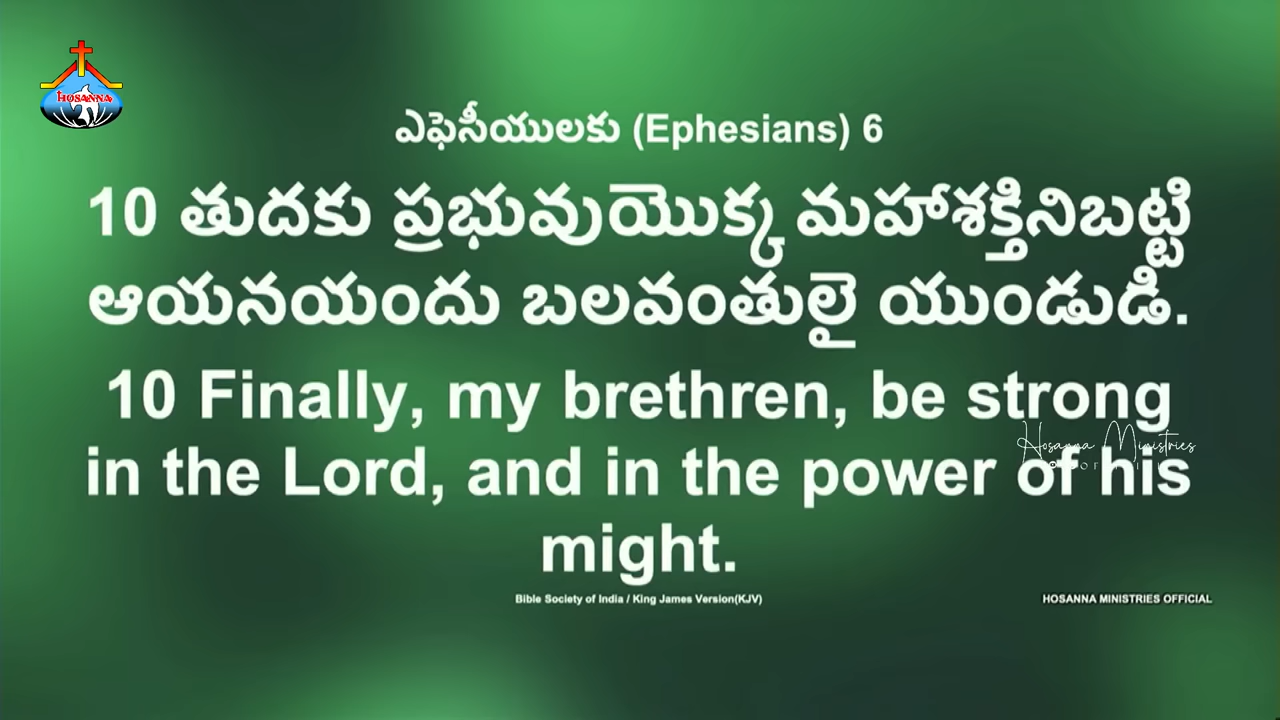 HOSANNA
ఎఫెసీయులకు (Ephesians) 6
10 తుదకు ప్రభువుయొక్క మహాశక్తినిబట్టి
ఆయనయందు బలవంతులై యుండుడి.
10 Finally, my brethren, be strong
Hosanna Ministries
in the Lord, and in the power of his
might.
Bible Society of India / King James Version(KJV)
HOSANNA MINISTRIES OFFICIAL